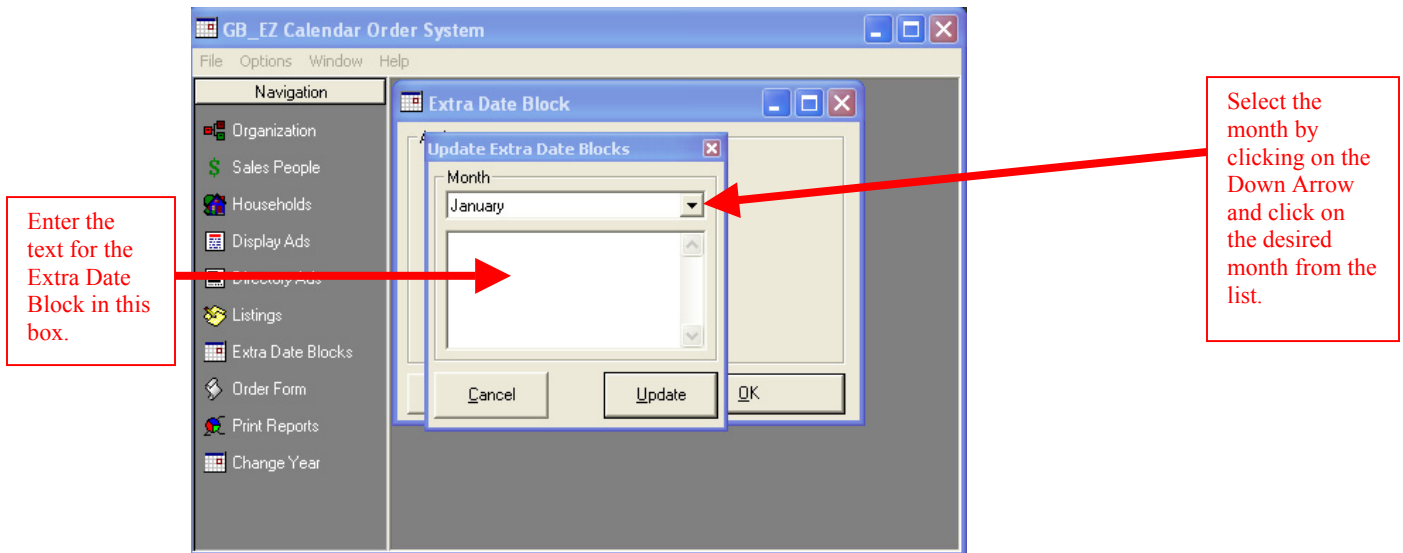 GB_EZ Calendar Order System
File Options Window Help
Navigation
Organization
Sales People
Households
Display Ads
Directory Ads
Listings
Extra Date Blocks
Order Form
Print Reports
Change Year
Extra Date Block
Update Extra Date Blocks
Month
January
Cancel
Update
OK
Enter the
text for the
Extra Date
Block in this
box.
Select the
month by
clicking on the
Down Arrow
and click on
the desired
month from the
list.